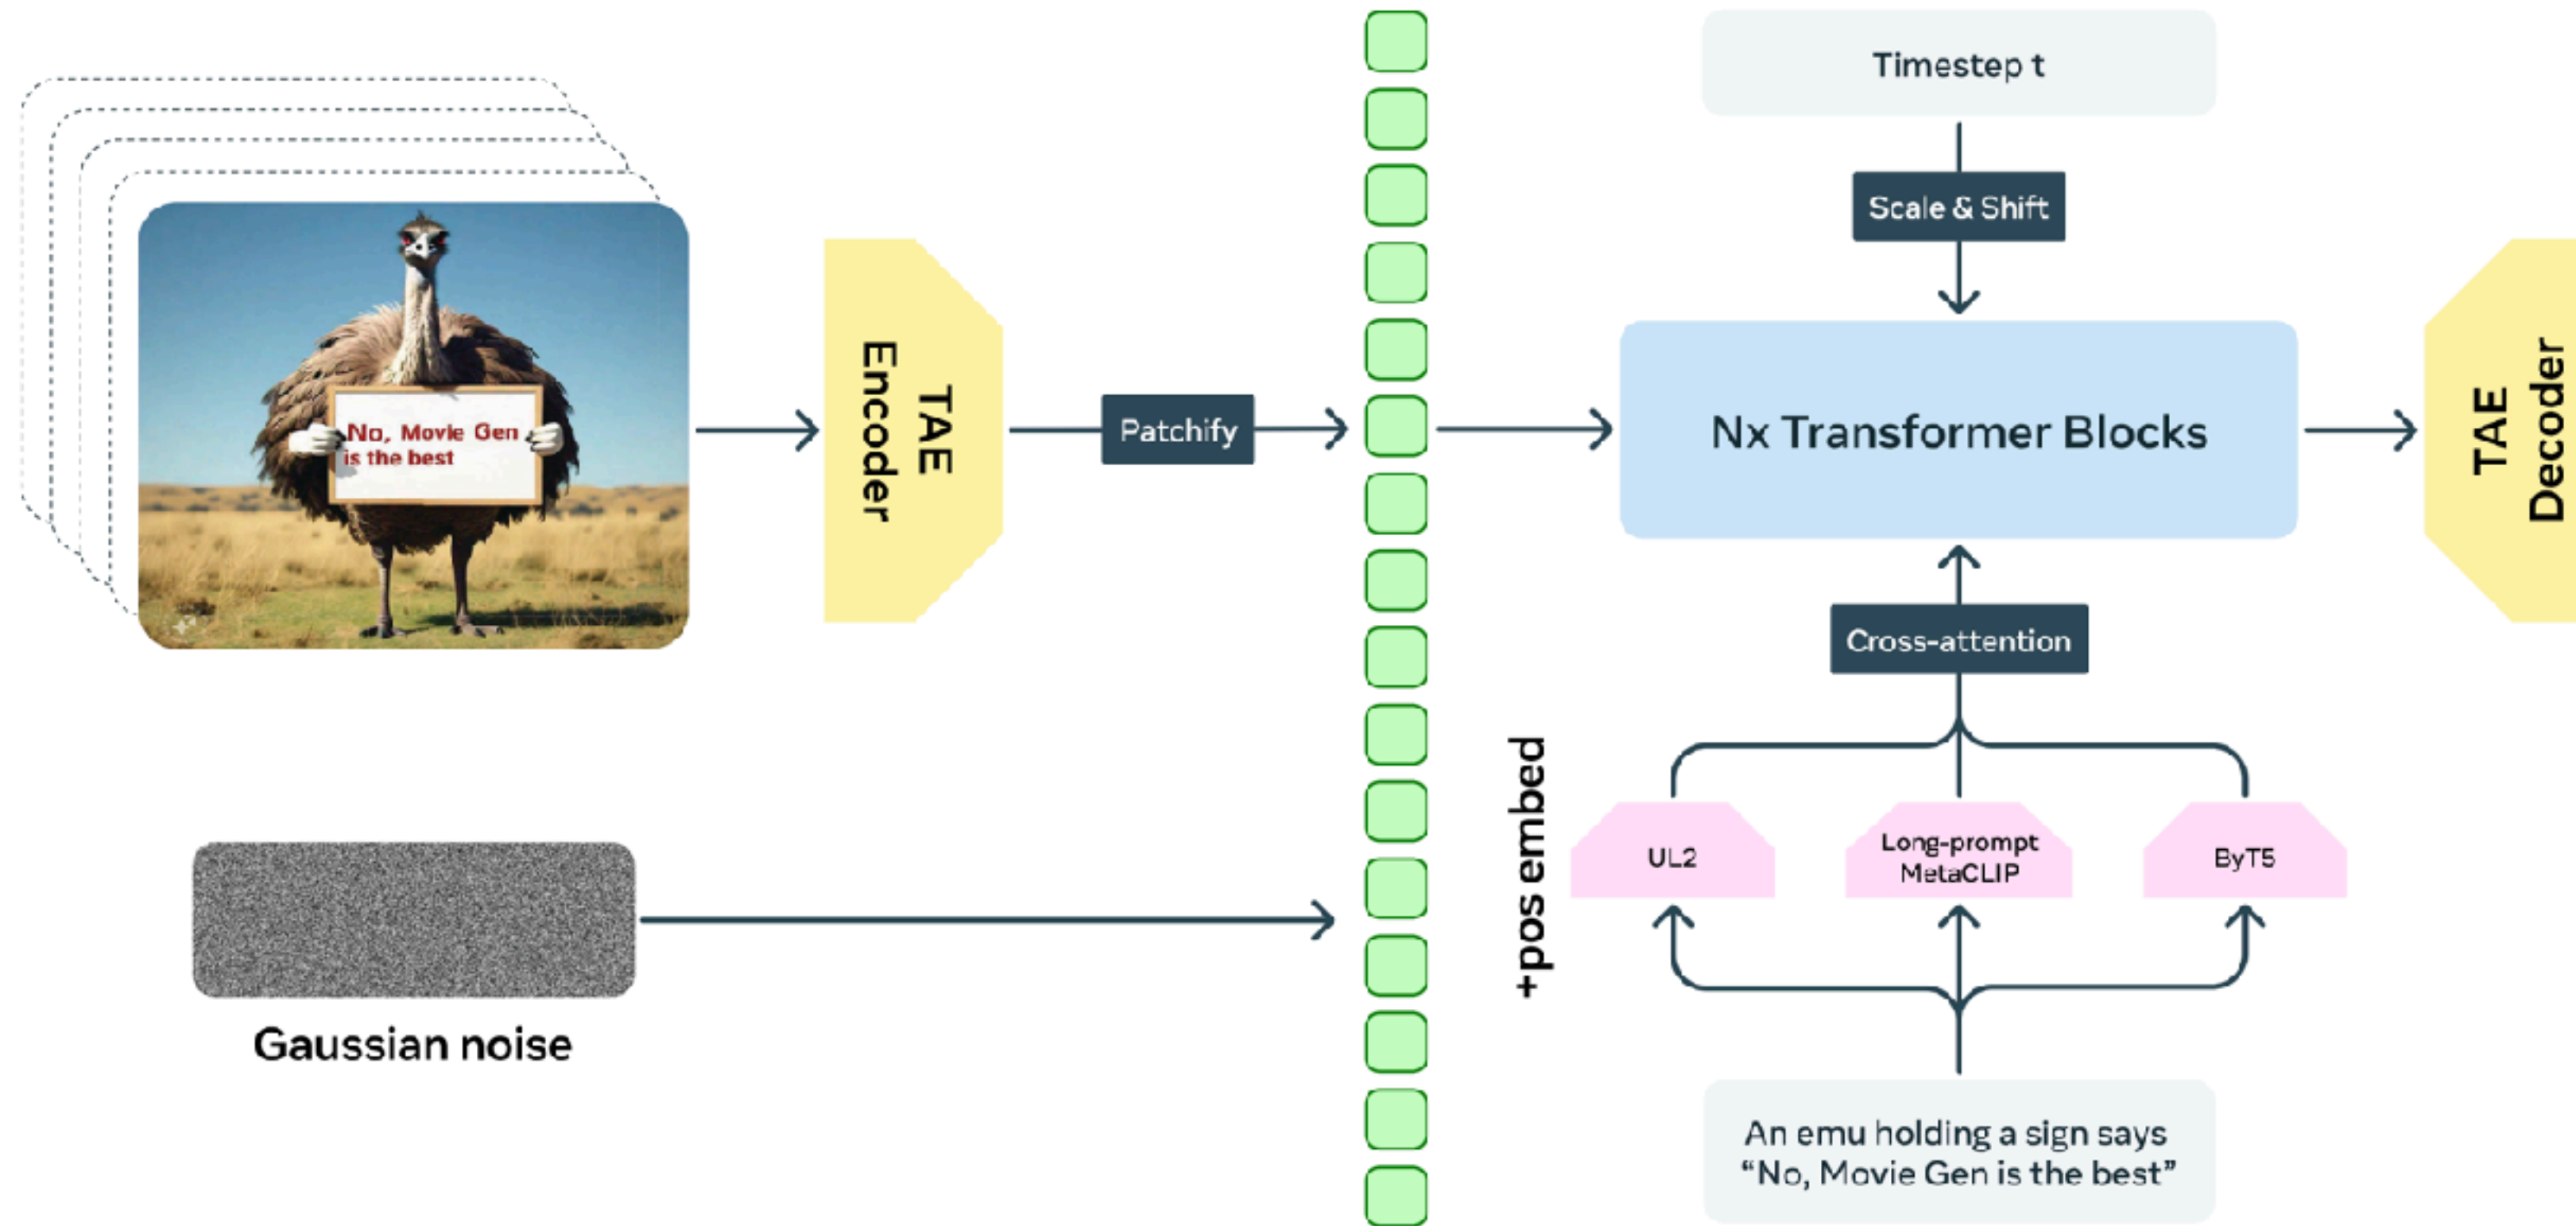 No, Movie Gen
is the best
TAE
Encoder
Patchify
Gaussian noise
+pos embed
Timestep t
Scale & Shift
Nx Transformer Blocks
TAE
Decoder
Cross-attention
UL2
Long-prompt
MetaCLIP
ByT5
An emu holding a sign says
“No, Movie Gen is the best”